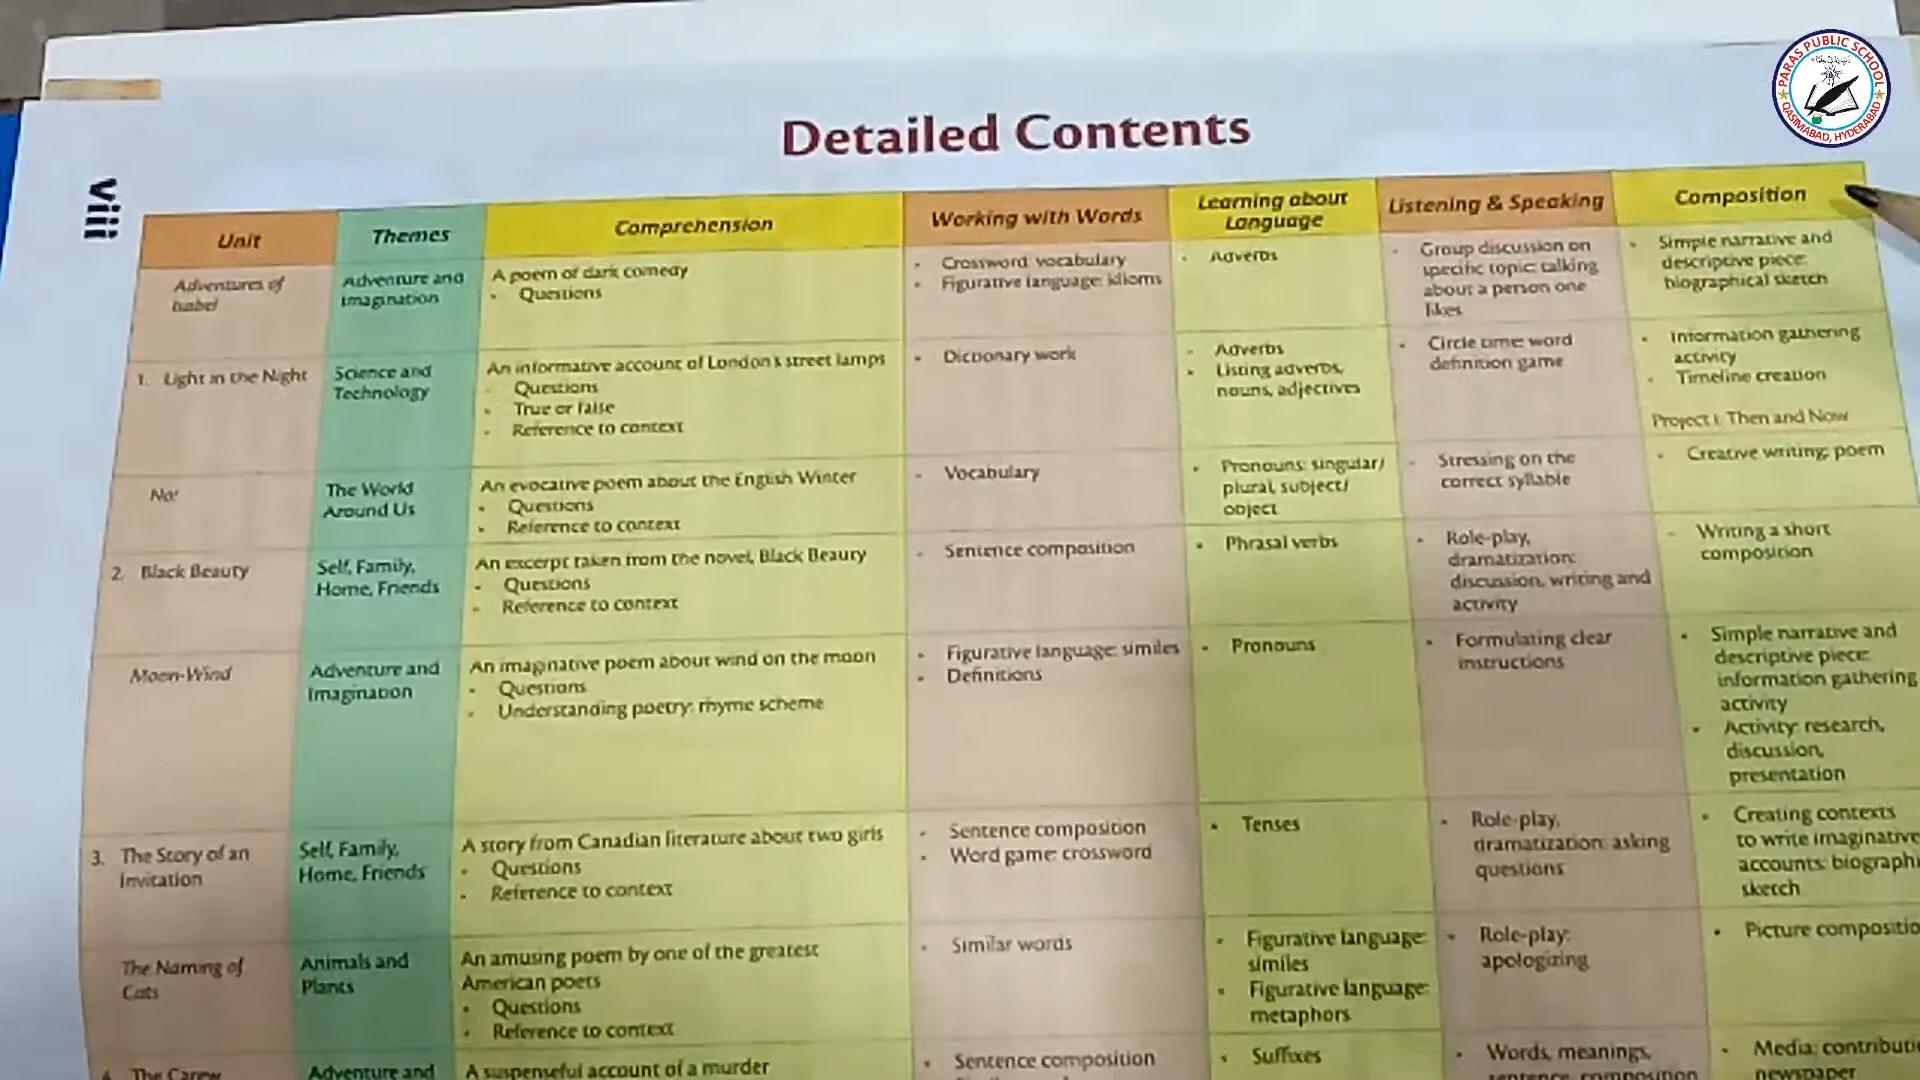 PARAS PUBLIC SCHOOL
QASIMABAD, HYDERABAD
Detailed Contents
viii
Unit
Themes
Comprehension
Working with Words
Learning about
Language
Listening & Speaking
Composition
Adventures of
Isabel
Adventure and
Imagination
A poem of dark comedy
• Questions
• Crossword vocabulary
• Figurative language: idioms
• Adverbs
• Group discussion on
specific topic: talking
about a person one
likes
• Simple narrative and
descriptive piece:
biographical sketch
1. Light in the Night
Science and
Technology
An informative account of London's street lamps
• Questions
• True or false
• Reference to context
• Dictionary work
• Adverbs
• Listing adverbs,
nouns, adjectives
• Circle time: word
definition game
• Information gathering
activity
• Timeline creation
Project 1: Then and Now
No!
The World
Around Us
An evocative poem about the English Winter
• Questions
• Reference to context
• Vocabulary
• Pronouns: singular/
plural, subject/
object
• Stressing on the
correct syllable
• Creative writing: poem
2. Black Beauty
Self, Family,
Home, Friends
An excerpt taken from the novel, Black Beauty
• Questions
• Reference to context
• Sentence composition
• Phrasal verbs
• Role-play,
dramatization:
discussion, writing and
activity
• Writing a short
composition
Moon-Wind
Adventure and
Imagination
An imaginative poem about wind on the moon
• Questions
• Understanding poetry: rhyme scheme
• Figurative language: similes
• Definitions
• Pronouns
• Formulating clear
instructions
• Simple narrative and
descriptive piece:
information gathering
activity
• Activity: research,
discussion,
presentation
3. The Story of an
Invitation
Self, Family,
Home, Friends
A story from Canadian literature about two girls
• Questions
• Reference to context
• Sentence composition
• Word game: crossword
• Tenses
• Role-play,
dramatization: asking
questions
• Creating contexts
to write imaginative
accounts: biographi
sketch
The Naming of
Cats
Animals and
Plants
An amusing poem by one of the greatest
American poets
• Questions
• Reference to context
• Similar words
• Figurative language:
similes
• Figurative language:
metaphors
• Role-play:
apologizing
• Picture compositio
4. The Carew
Adventure and
A suspenseful account of a murder
• Sentence composition
• Suffixes
• Words, meanings,
sentence composition
• Media: contributi
newspaper